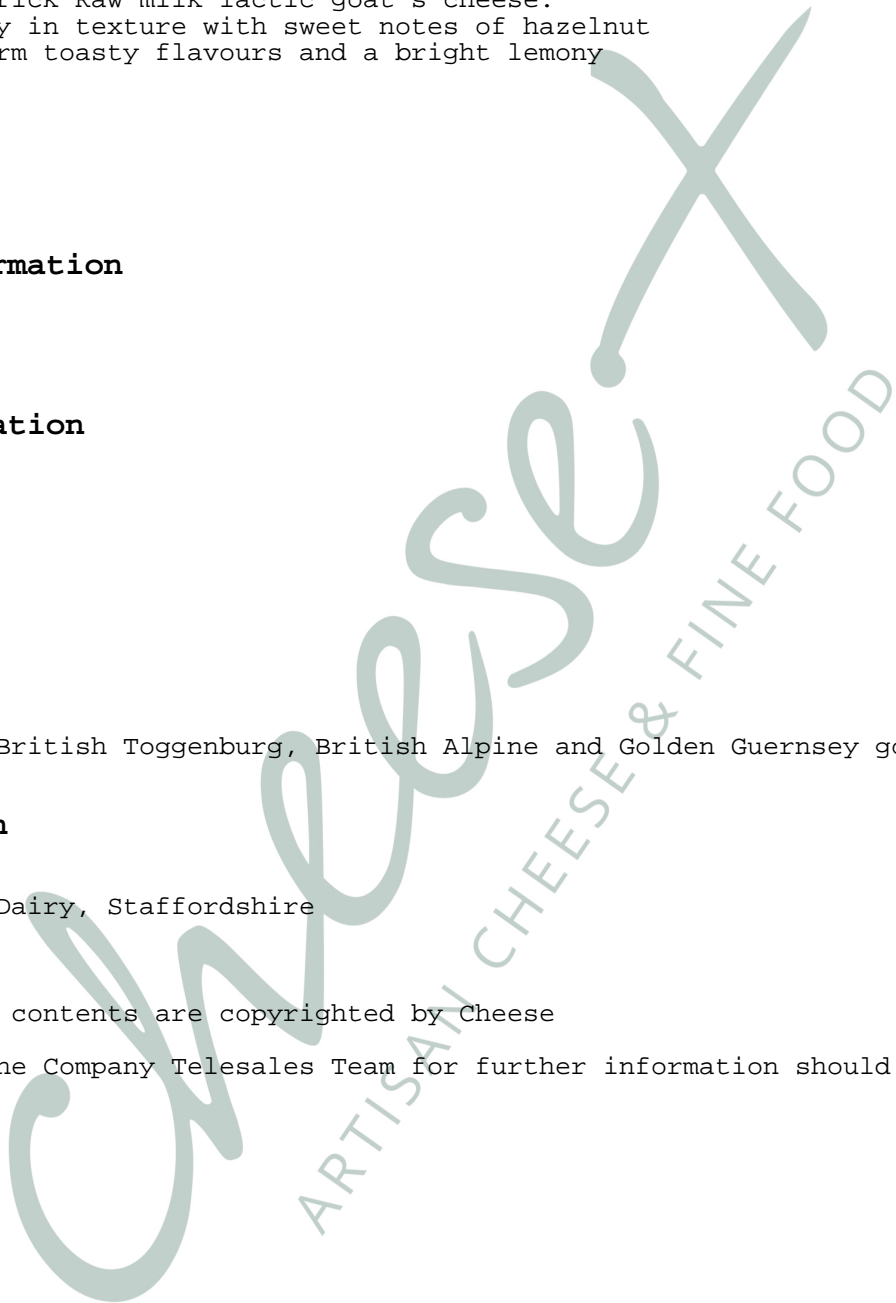 rick Raw milk lactic goat's cheese.
y in texture with sweet notes of hazelnut
rm toasty flavours and a bright lemony
rmation
ation
British Toggenburg, British Alpine and Golden Guernsey go
n
Dairy, Staffordshire
contents are copyrighted by Cheese
ne Company Telesales Team for further information should
Cheese+
ARTISAN CHEESE & FINE FOOD